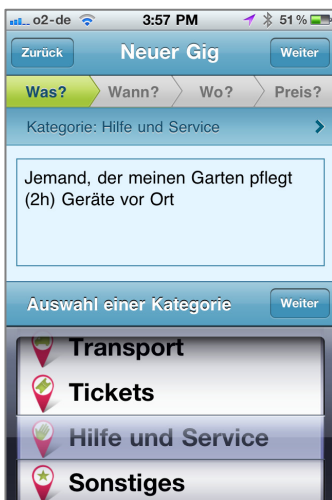 o2-de 3:57 PM 51 %
Zurück Neuer Gig Weiter
Was? Wann? Wo? Preis?
Kategorie: Hilfe und Service
Jemand, der meinen Garten pflegt
(2h) Geräte vor Ort
Auswahl einer Kategorie Weiter
Transport
Tickets
Hilfe und Service
Sonstiges